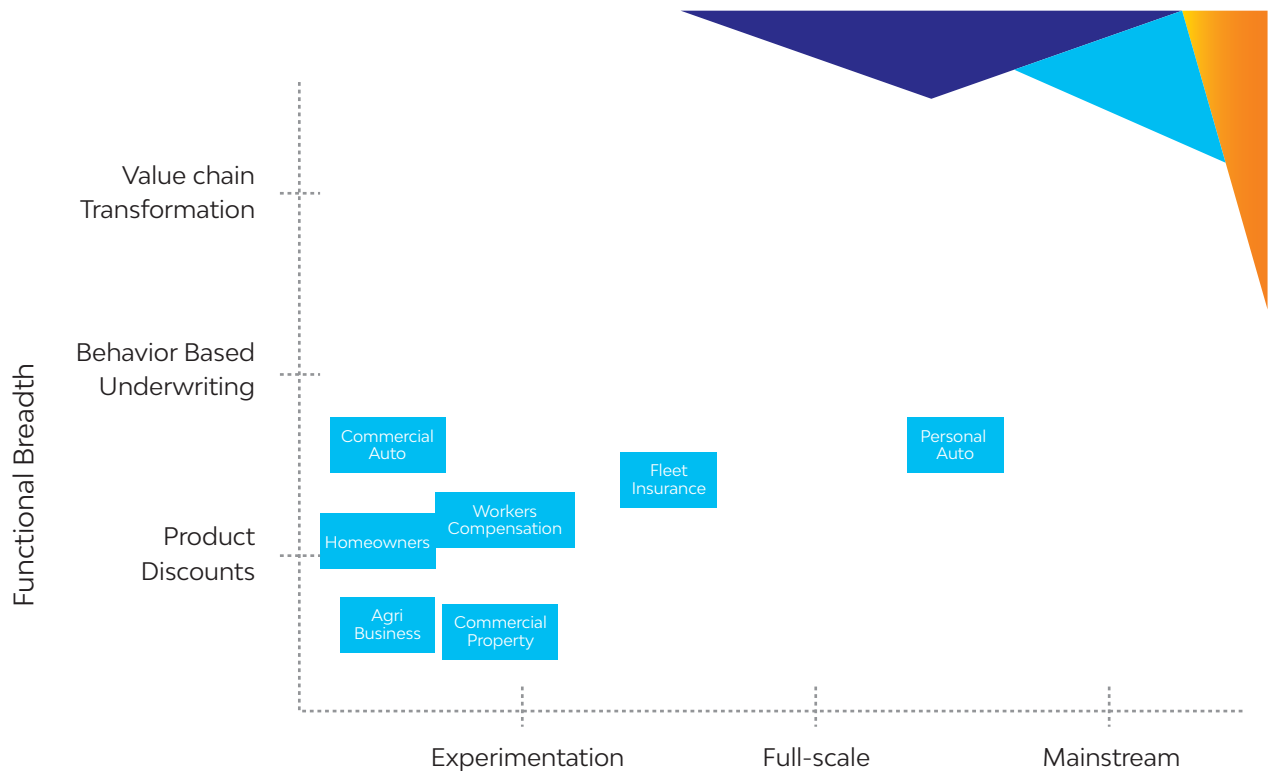 Value chain
Transformation
Behavior Based
Underwriting
Functional Breadth
Commercial
Auto
Personal
Auto
Fleet
Insurance
Workers
Compensation
Homeowners
Product
Discounts
Agri
Business
Commercial
Property
Experimentation
Full-scale
Mainstream